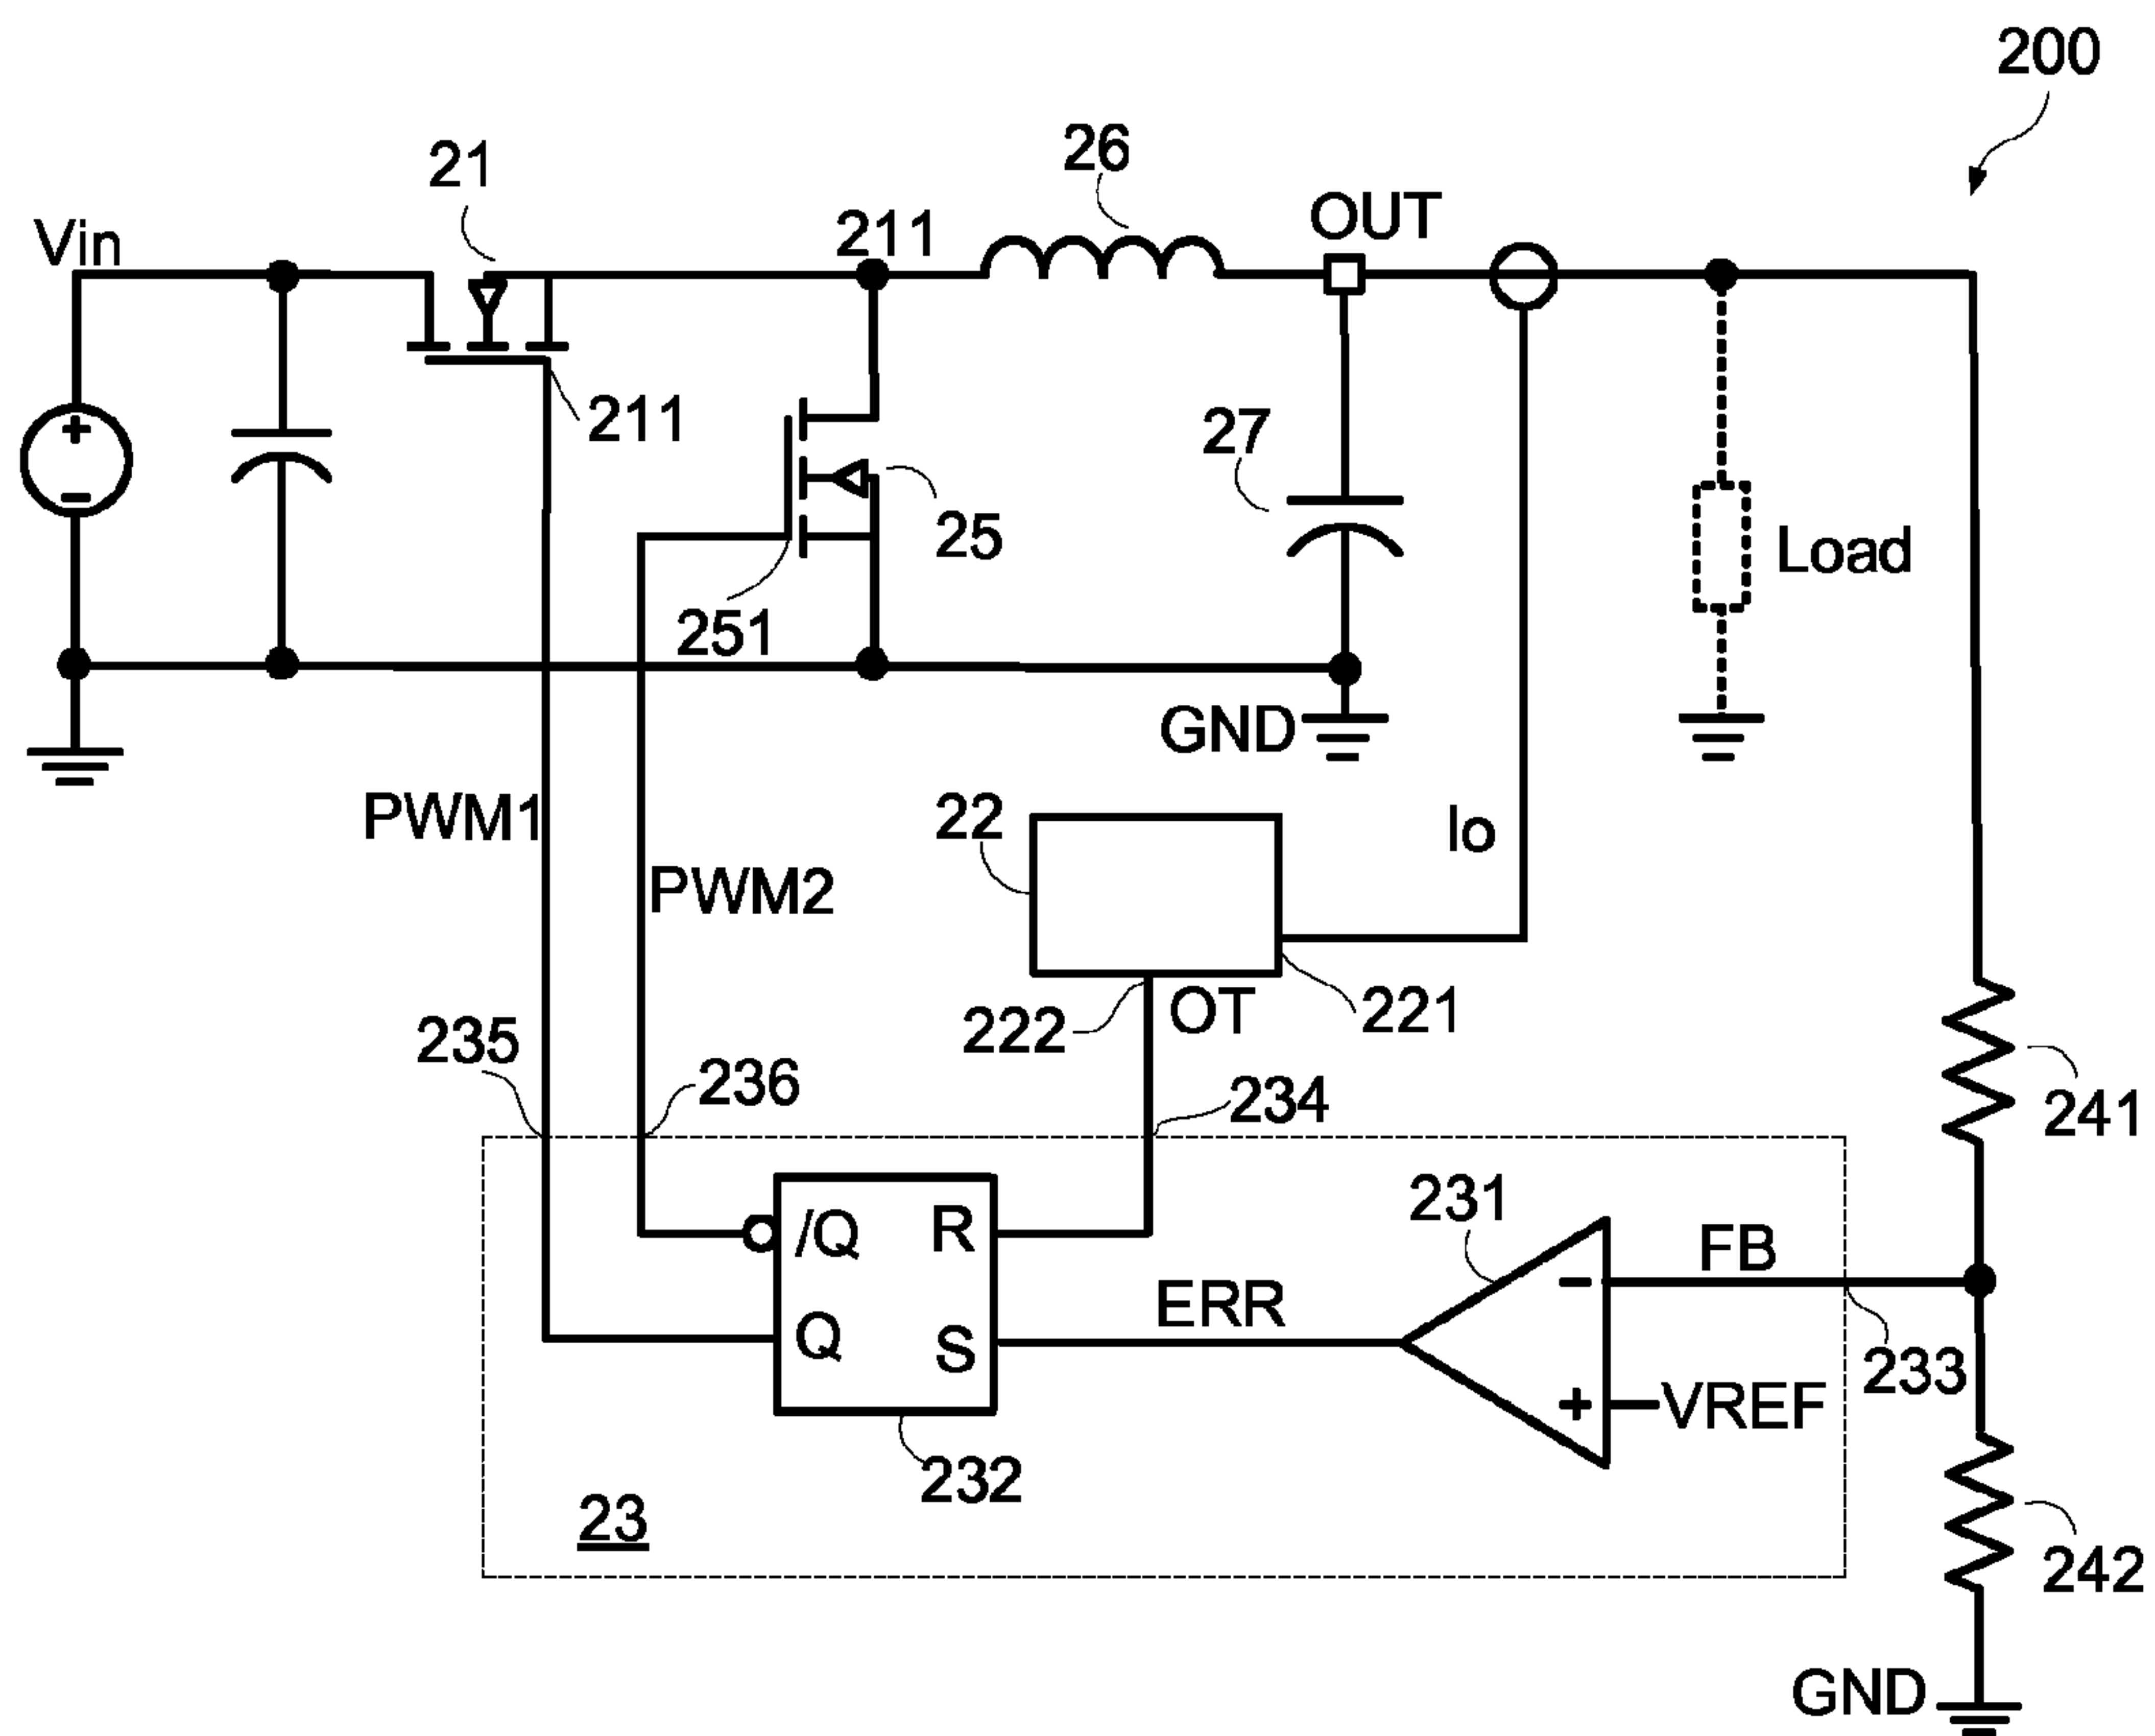 200
21
26
Vin
211
OUT
211
27
25
Load
251
GND
PWM1
22
Io
PWM2
OT
221
222
235
236
234
241
/Q
R
231
FB
ERR
Q
S
233
VREF
232
23
242
GND